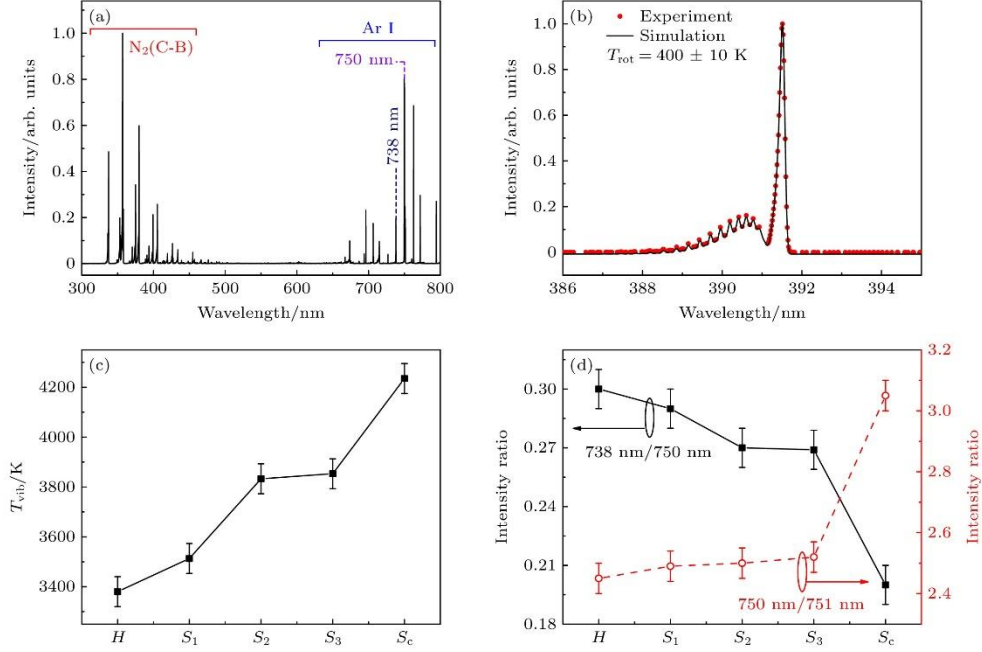 (a)
N₂(C-B)
Ar I
750 nm
738 nm
Intensity/arb. units
1.0
0.8
0.6
0.4
0.2
0
300 400 500 600 700 800
Wavelength/nm
(b)
Experiment
Simulation
T_rot = 400 ± 10 K
Intensity/arb. units
1.0
0.8
0.6
0.4
0.2
0
386 388 390 392 394
Wavelength/nm
(c)
T_vib/K
4200
4000
3800
3600
3400
H S₁ S₂ S₃ S_c
(d)
738 nm/750 nm
750 nm/751 nm
Intensity ratio
0.30
0.27
0.24
0.21
0.18
3.2
3.0
2.8
2.6
2.4
Intensity ratio
H S₁ S₂ S₃ S_c